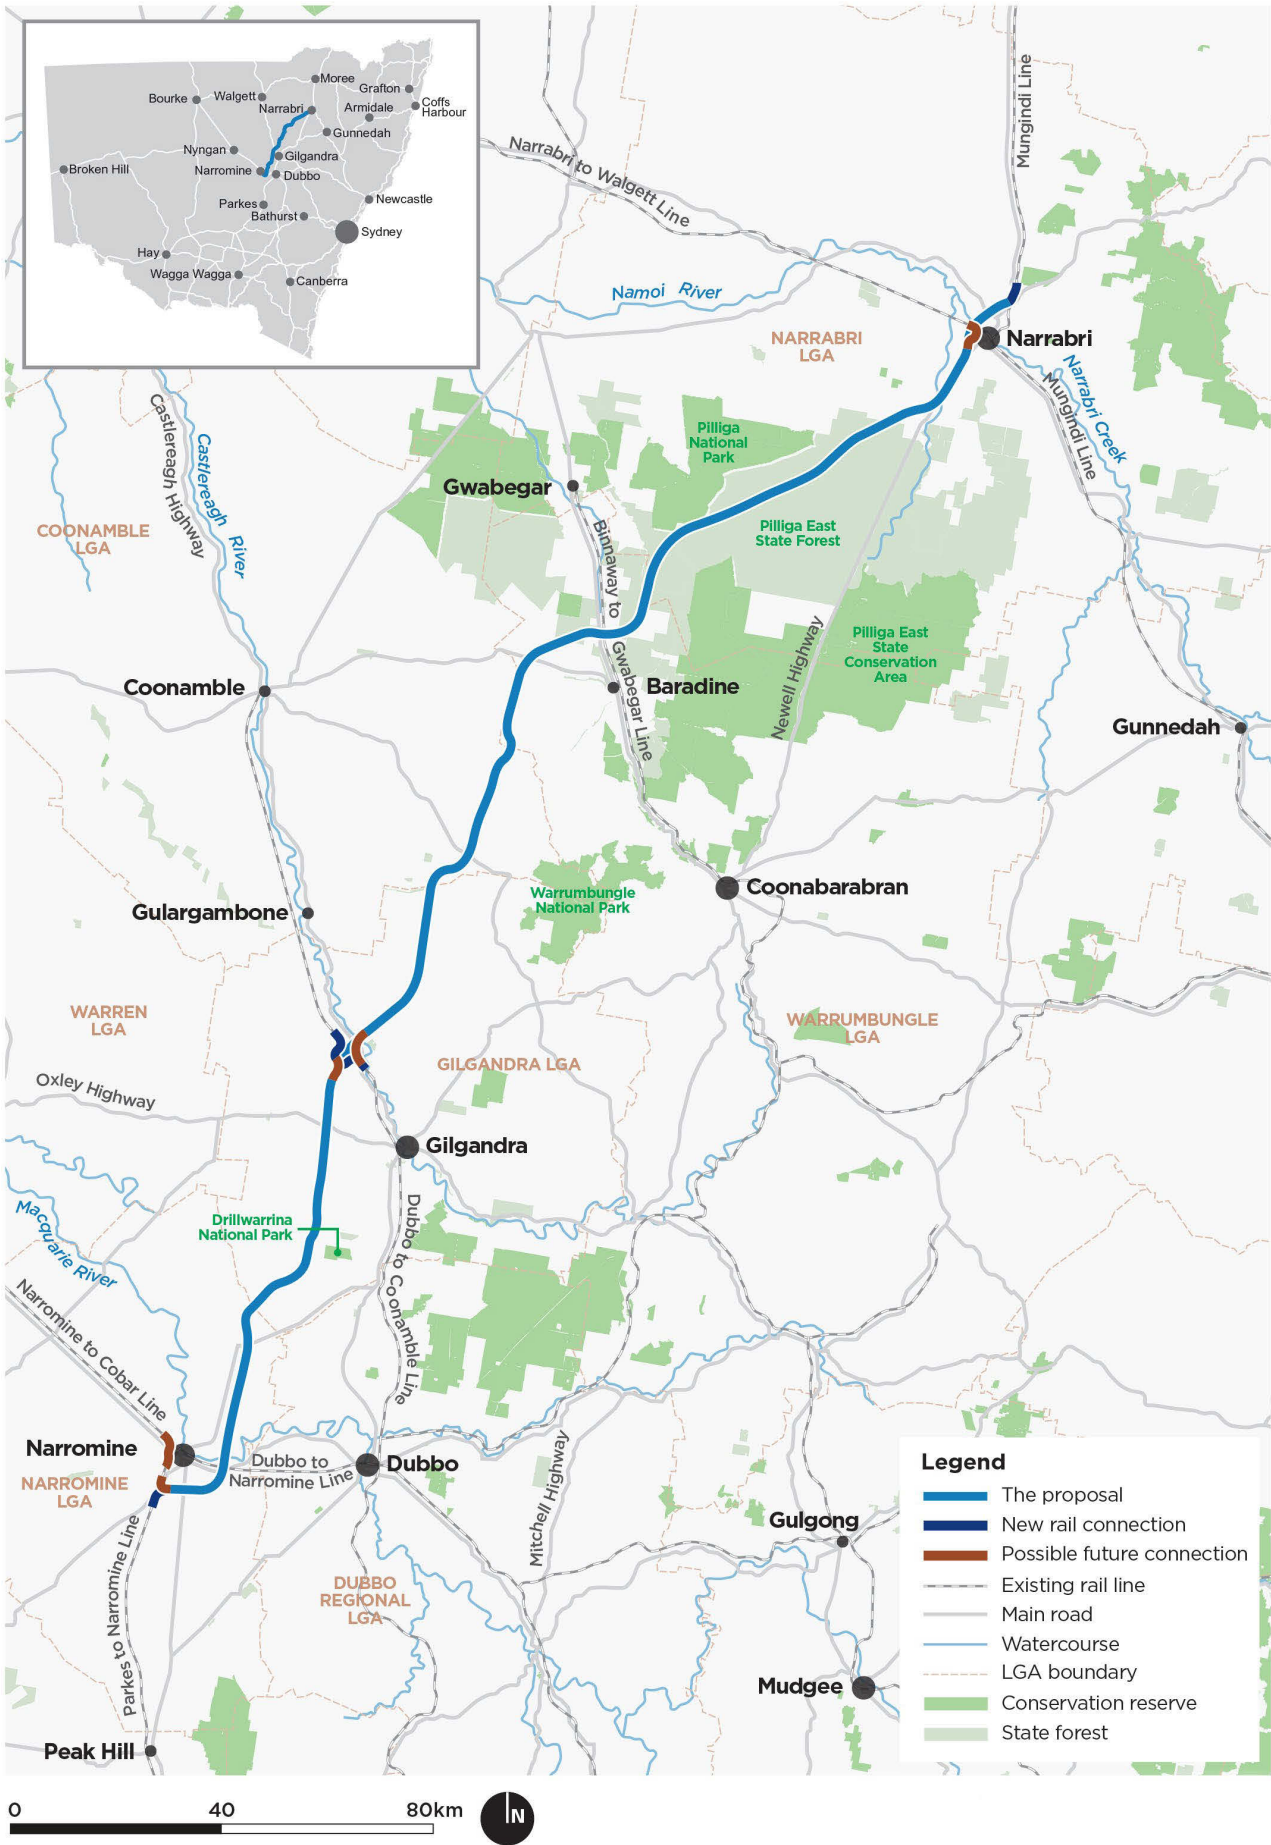 Moree
Grafton
Bourke
Walgett
Narrabri
Armidale
Coffs
Harbour
Gunnedah
Nyngan
Gilgandra
Broken Hill
Narromine
Dubbo
Parkes
Newcastle
Bathurst
Sydney
Hay
Wagga Wagga
Canberra
Mungindi Line
Narrabri to Walgett Line
Namoi River
NARRABRI
LGA
Narrabri
Narrabri Creek
Mungindi Line
Castlereagh Highway
Castlereagh River
Pilliga
National
Park
Gwabegar
COONAMBLE
LGA
Pilliga East
State Forest
Binnaway to Gwabegar Line
Newell Highway
Pilliga East
State
Conservation
Area
Coonamble
Baradine
Gunnedah
Warrumbungle
National Park
Coonabarabran
Gulargambone
WARREN
LGA
WARRUMBUNGLE
LGA
GILGANDRA LGA
Oxley Highway
Gilgandra
Macquarie River
Drillwarrina
National Park
Dubbo to Coonamble Line
Narromine to Cobar Line
Narromine
NARROMINE
LGA
Dubbo to
Narromine Line
Dubbo
Mitchell Highway
Parkes to Narromine Line
DUBBO
REGIONAL
LGA
Gulgong
Mudgee
Peak Hill
Legend
The proposal
New rail connection
Possible future connection
Existing rail line
Main road
Watercourse
LGA boundary
Conservation reserve
State forest
0 40 80km
N